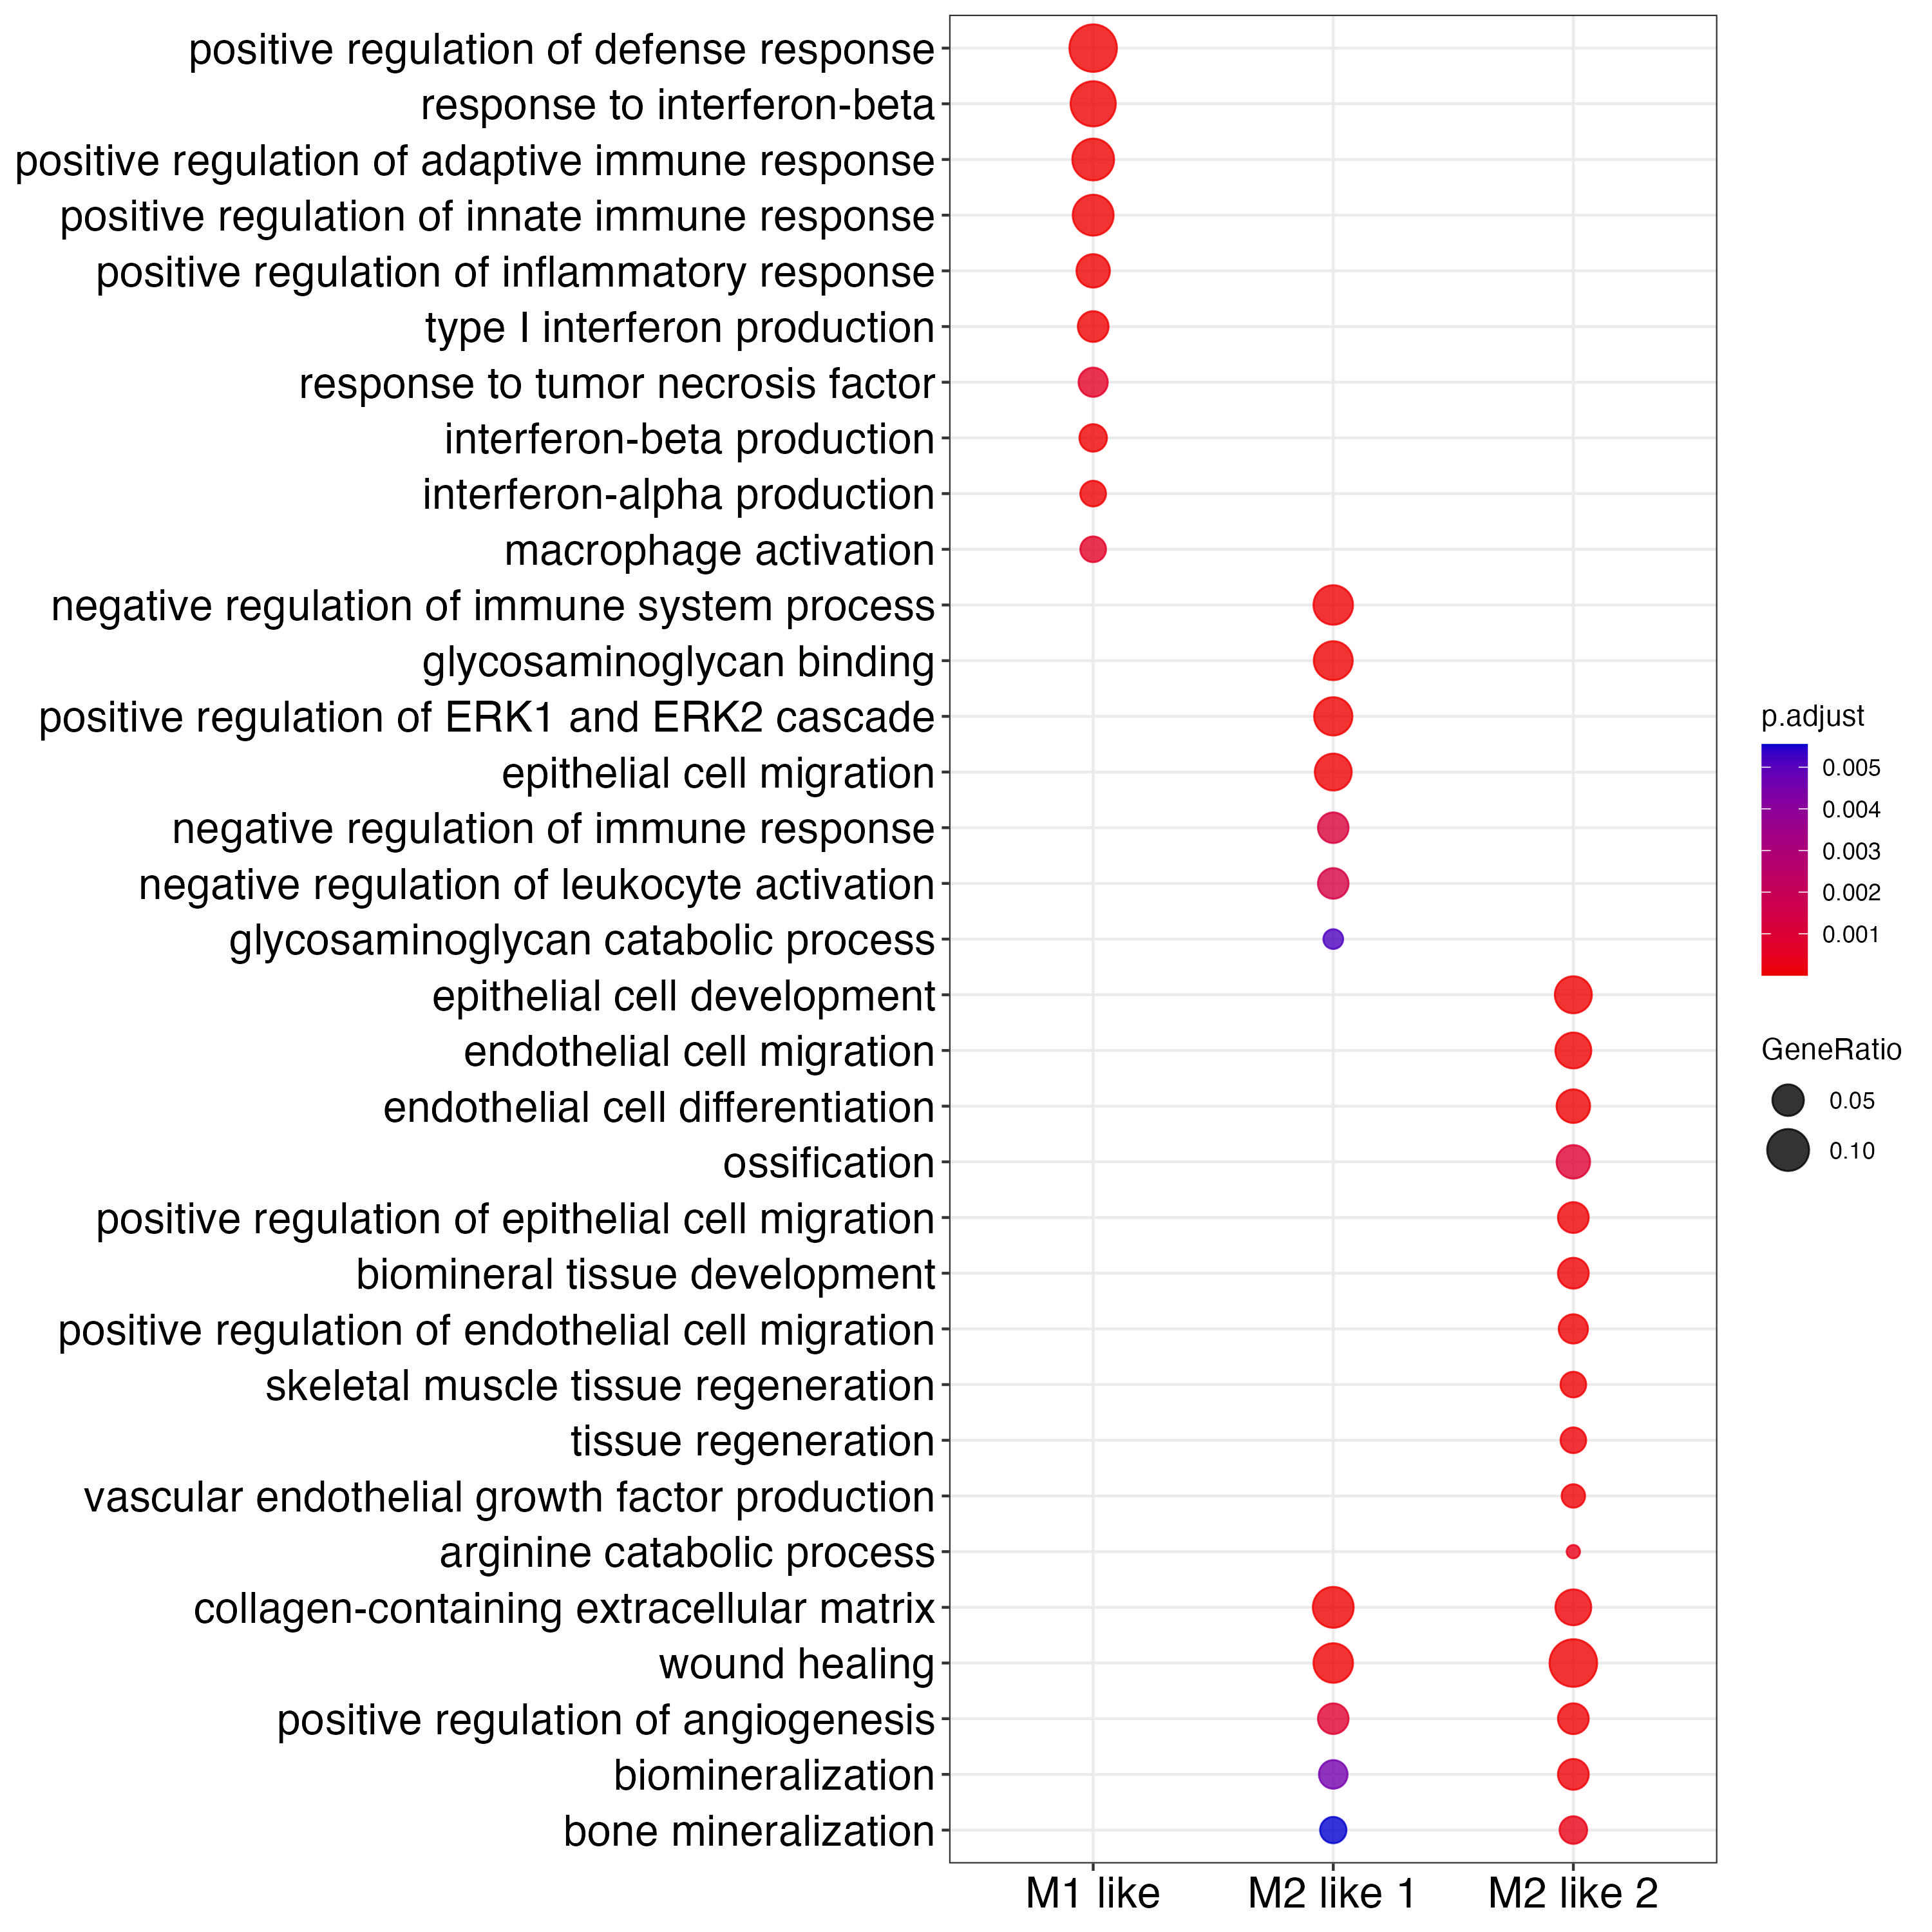 positive regulation of defense response
response to interferon-beta
positive regulation of adaptive immune response
positive regulation of innate immune response
positive regulation of inflammatory response
type I interferon production
response to tumor necrosis factor
interferon-beta production
interferon-alpha production
macrophage activation
negative regulation of immune system process
glycosaminoglycan binding
positive regulation of ERK1 and ERK2 cascade
epithelial cell migration
negative regulation of immune response
negative regulation of leukocyte activation
glycosaminoglycan catabolic process
epithelial cell development
endothelial cell migration
endothelial cell differentiation
ossification
positive regulation of epithelial cell migration
biomineral tissue development
positive regulation of endothelial cell migration
skeletal muscle tissue regeneration
tissue regeneration
vascular endothelial growth factor production
arginine catabolic process
collagen-containing extracellular matrix
wound healing
positive regulation of angiogenesis
biomineralization
bone mineralization
M1 like M2 like 1 M2 like 2
p.adjust
0.005
0.004
0.003
0.002
0.001
GeneRatio
0.05
0.10